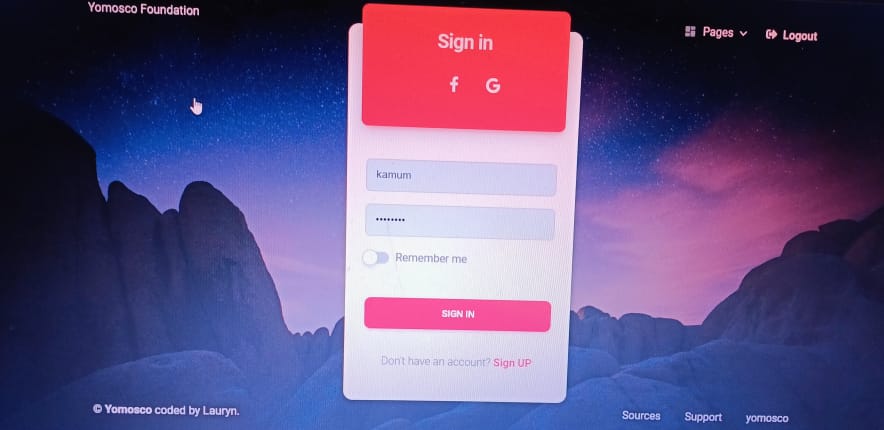 Yomosco Foundation
Pages
Logout
Sign in
kamum
••••••••
Remember me
SIGN IN
Don't have an account? Sign UP
© Yomosco coded by Lauryn.
Sources
Support
yomosco